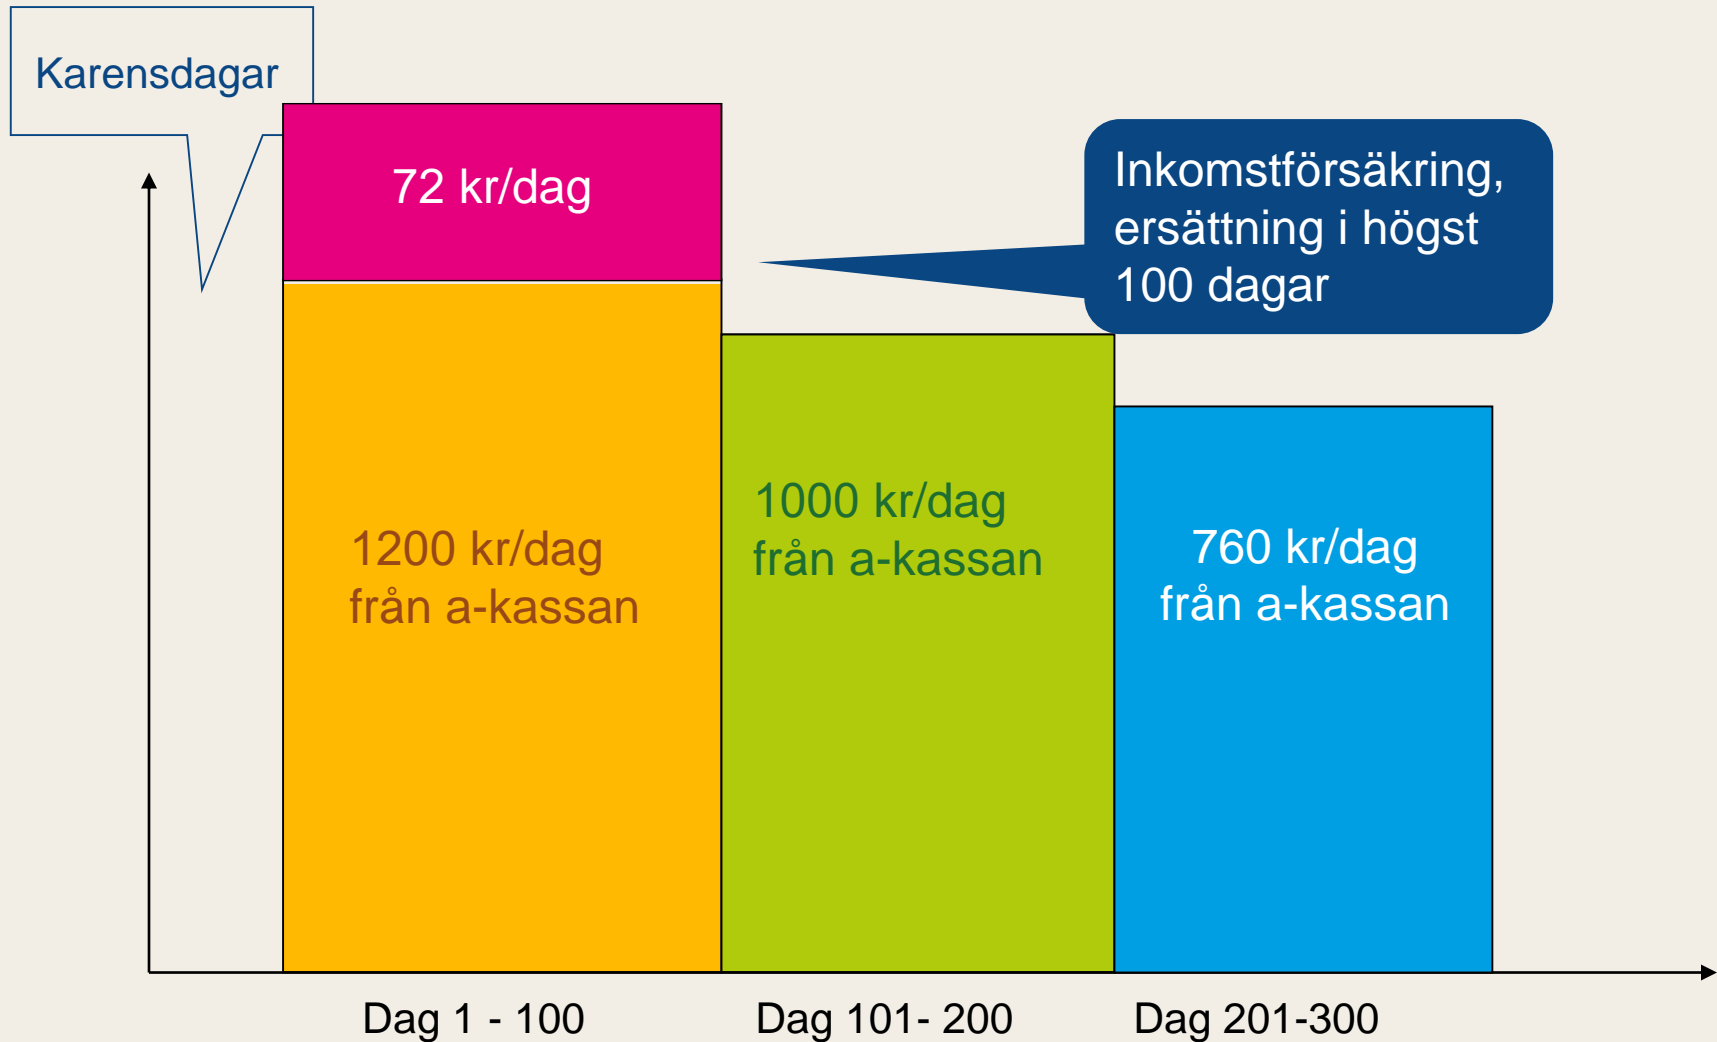 Karensdagar
72 kr/dag
Inkomstförsäkring,
ersättning i högst
100 dagar
1200 kr/dag
från a-kassan
1000 kr/dag
från a-kassan
760 kr/dag
från a-kassan
Dag 1 - 100
Dag 101- 200
Dag 201-300